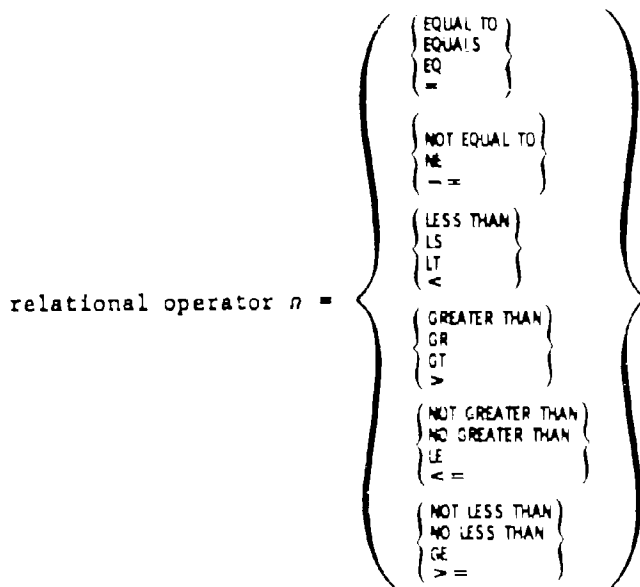 EQUAL TO
EQUALS
EQ
=
NOT EQUAL TO
NE
¬=
LESS THAN
LS
LT
<
relational operator n =
GREATER THAN
GR
GT
>
NOT GREATER THAN
NO GREATER THAN
LE
<=
NOT LESS THAN
NO LESS THAN
GE
>=